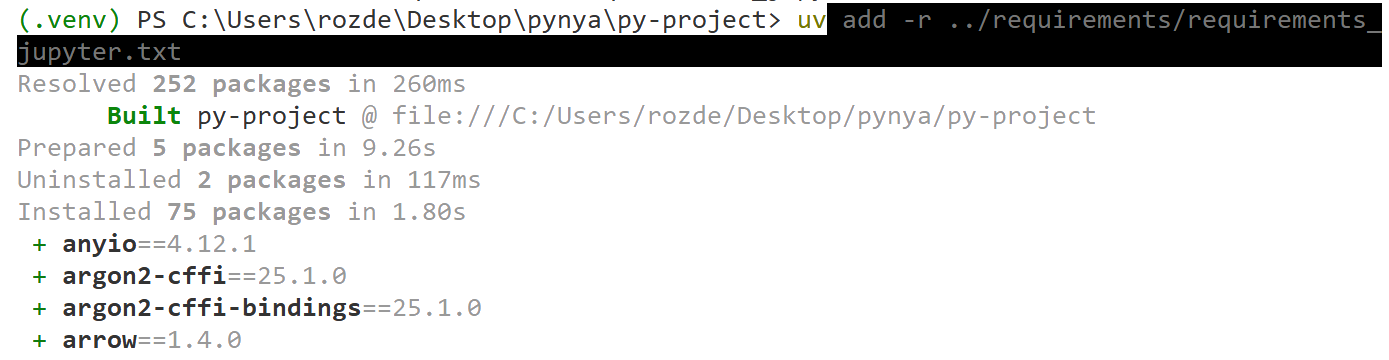 (.venv) PS C:\Users\rozde\Desktop\pynya\py-project> uv add -r ../requirements/requirements_
jupyter.txt
Resolved 252 packages in 260ms
Built py-project @ file:///C:/Users/rozde/Desktop/pynya/py-project
Prepared 5 packages in 9.26s
Uninstalled 2 packages in 117ms
Installed 75 packages in 1.80s
+ anyio==4.12.1
+ argon2-cffi==25.1.0
+ argon2-cffi-bindings==25.1.0
+ arrow==1.4.0